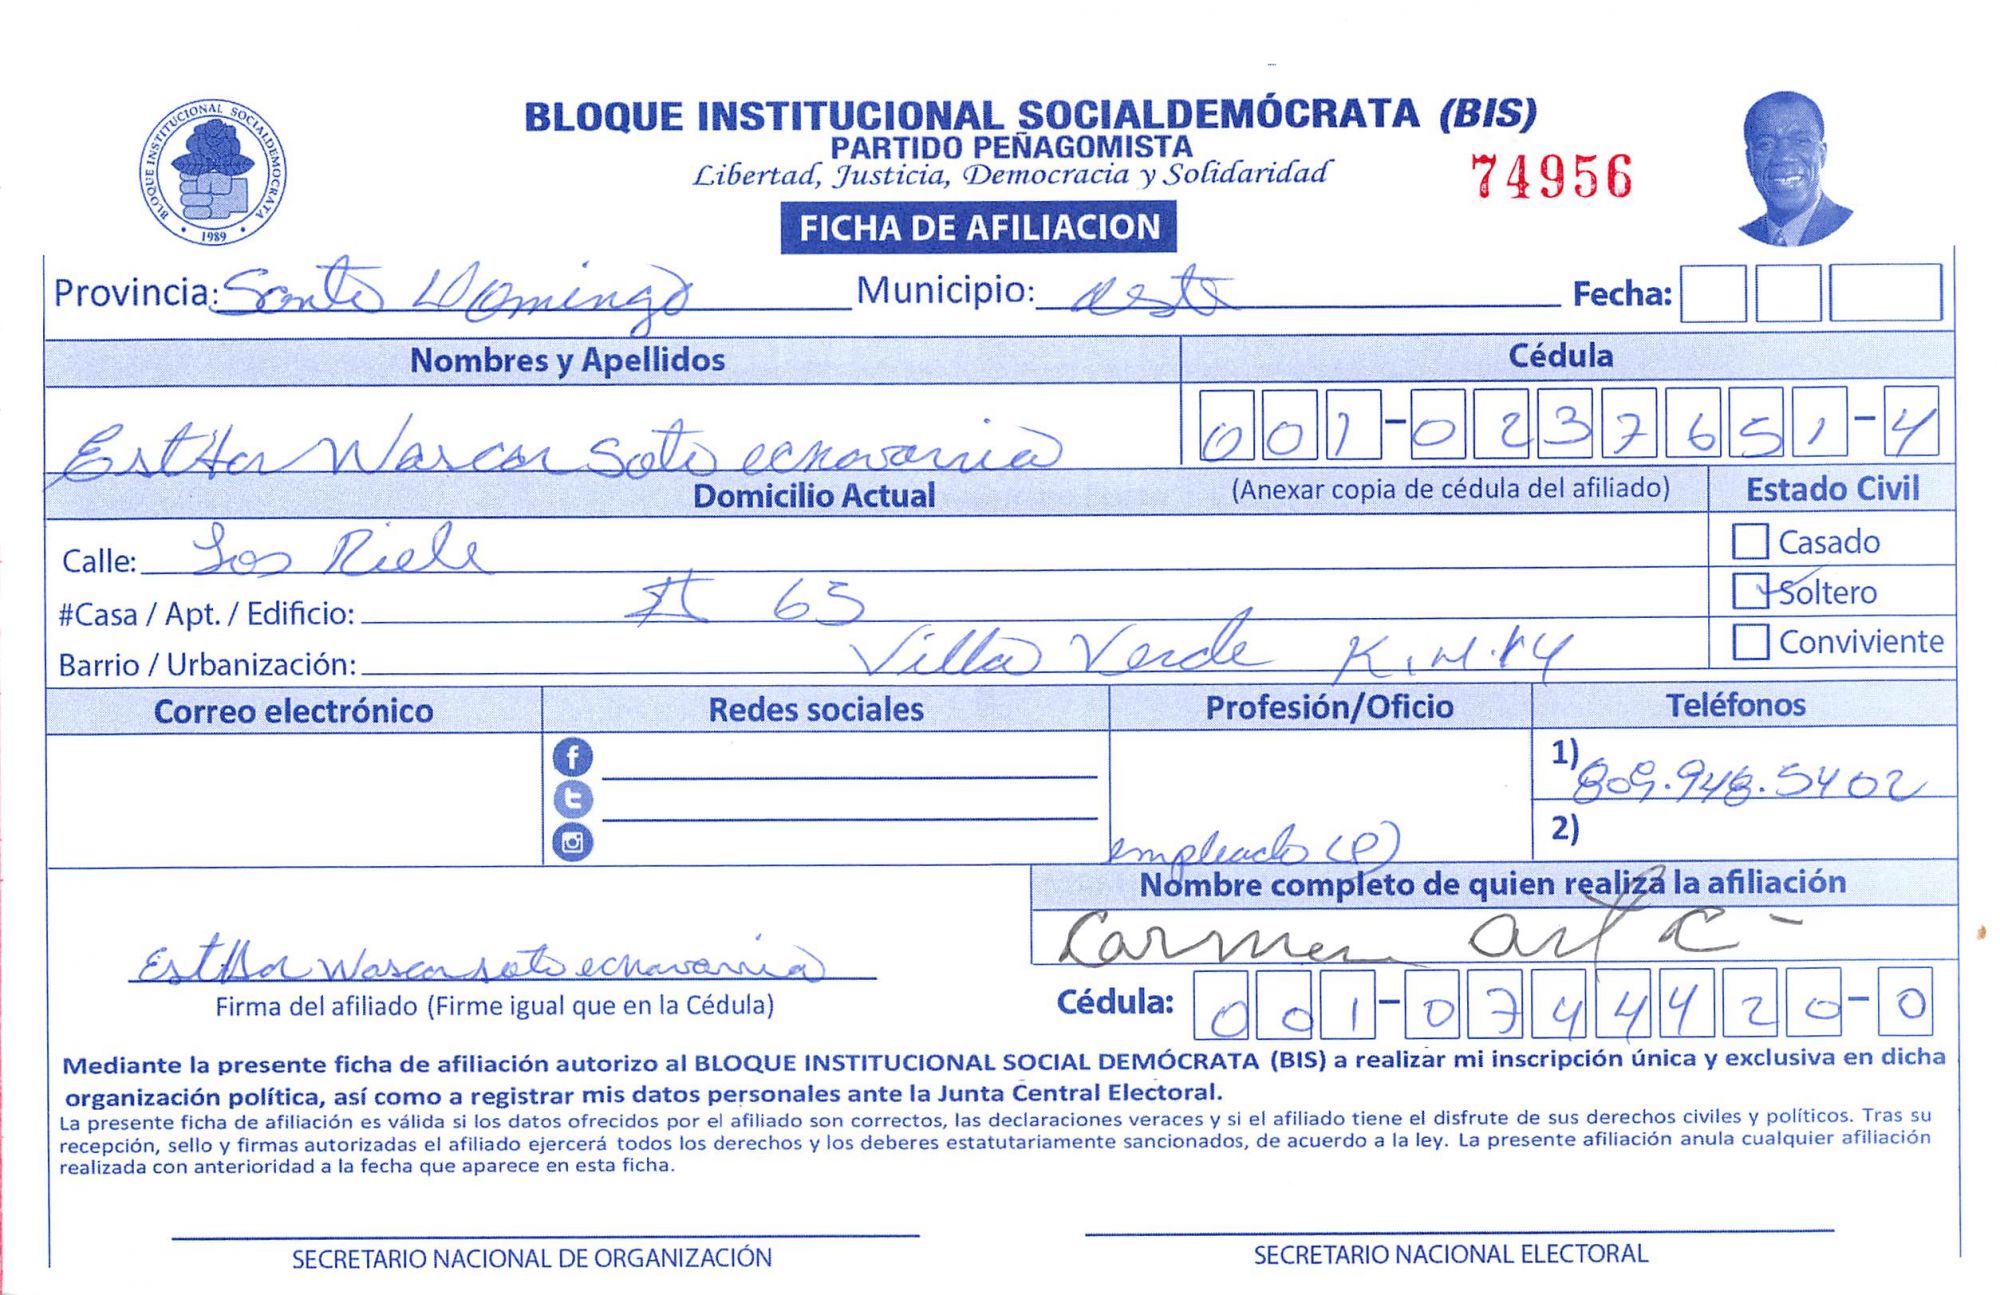 BLOQUE INSTITUCIONAL SOCIALDEMÓCRATA (BIS)
PARTIDO PEÑAGOMISTA
Libertad, Justicia, Democracia y Solidaridad
74956
BLOQUE INSTITUCIONAL SOCIALDEMOCRATA
1989
FICHA DE AFILIACION
Provincia: Santo Domingo Municipio: oeste Fecha:
Nombres y Apellidos Cédula
Soto echavarria 001-0237651-4
Domicilio Actual (Anexar copia de cédula del afiliado) Estado Civil
Calle: Los Riele Casado
#Casa / Apt. / Edificio: # 65 Soltero
Barrio / Urbanización: Villa Verde K.M.14 Conviviente
Correo electrónico Redes sociales Profesión/Oficio Teléfonos
1) 809.948.5402
2)
empleado (P)
Nombre completo de quien realiza la afiliación
Carmen
soto echavarria
Firma del afiliado (Firme igual que en la Cédula)
Cédula: 001-0744420-0
Mediante la presente ficha de afiliación autorizo al BLOQUE INSTITUCIONAL SOCIAL DEMÓCRATA (BIS) a realizar mi inscripción única y exclusiva en dicha
organización política, así como a registrar mis datos personales ante la Junta Central Electoral.
La presente ficha de afiliación es válida si los datos ofrecidos por el afiliado son correctos, las declaraciones veraces y si el afiliado tiene el disfrute de sus derechos civiles y políticos. Tras su
recepción, sello y firmas autorizadas el afiliado ejercerá todos los derechos y los deberes estatutariamente sancionados, de acuerdo a la ley. La presente afiliación anula cualquier afiliación
realizada con anterioridad a la fecha que aparece en esta ficha.
SECRETARIO NACIONAL DE ORGANIZACIÓN SECRETARIO NACIONAL ELECTORAL